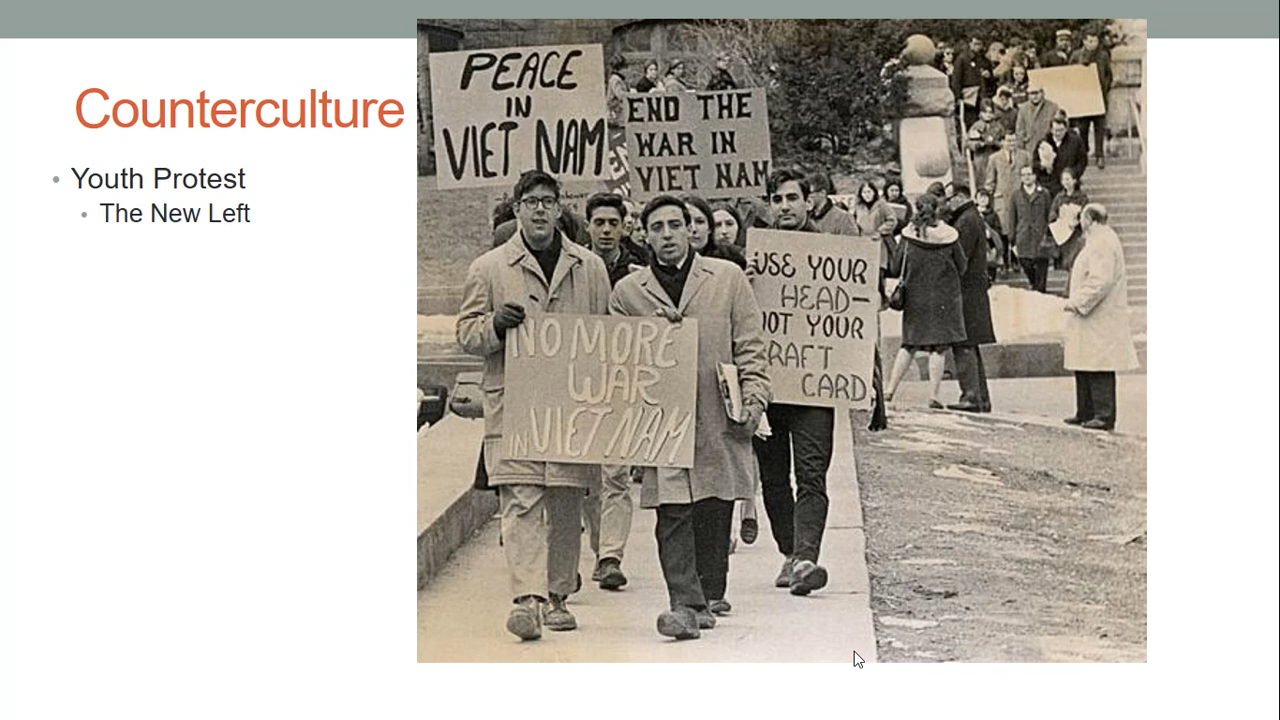 Counterculture
Youth Protest
The New Left
PEACE
IN
VIET NAM
END THE
WAR IN
VIET NAM
USE YOUR
HEAD—
NOT YOUR
DRAFT
CARD
NO MORE
WAR
IN VIET NAM